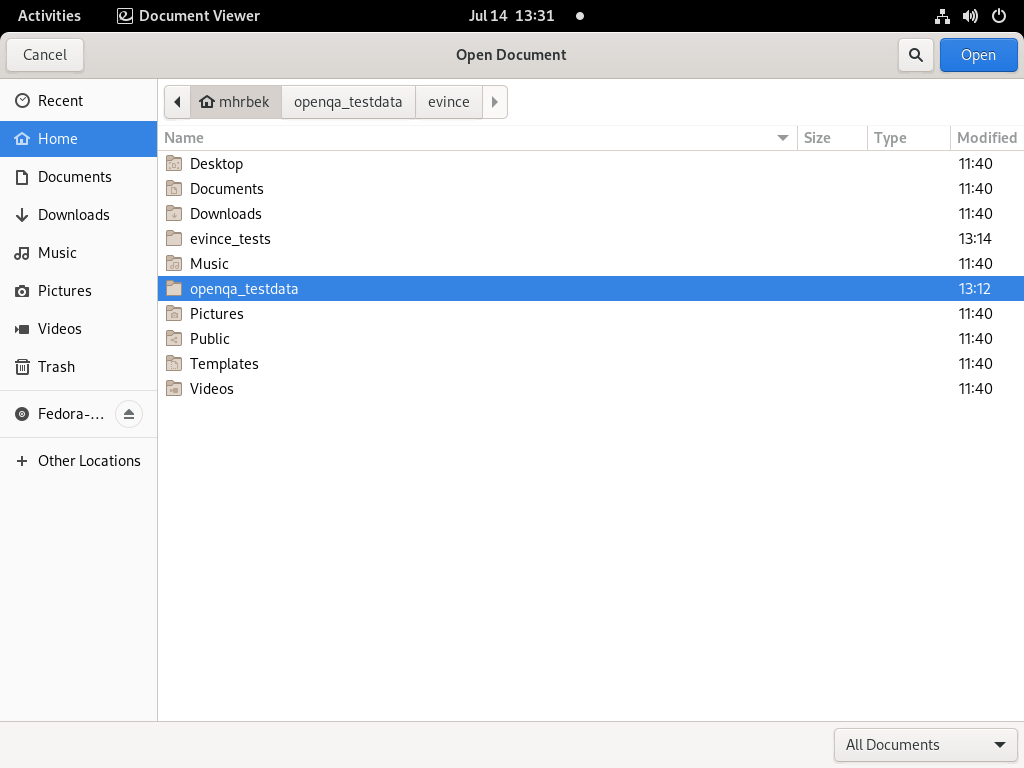 Activities Document Viewer Jul 14 13:31
Cancel Open Document Open
Recent
Home
Documents
Downloads
Music
Pictures
Videos
Trash
Fedora-...
Other Locations
mhrbek openqa_testdata evince
Name Size Type Modified
Desktop 11:40
Documents 11:40
Downloads 11:40
evince_tests 13:14
Music 11:40
openqa_testdata 13:12
Pictures 11:40
Public 11:40
Templates 11:40
Videos 11:40
All Documents